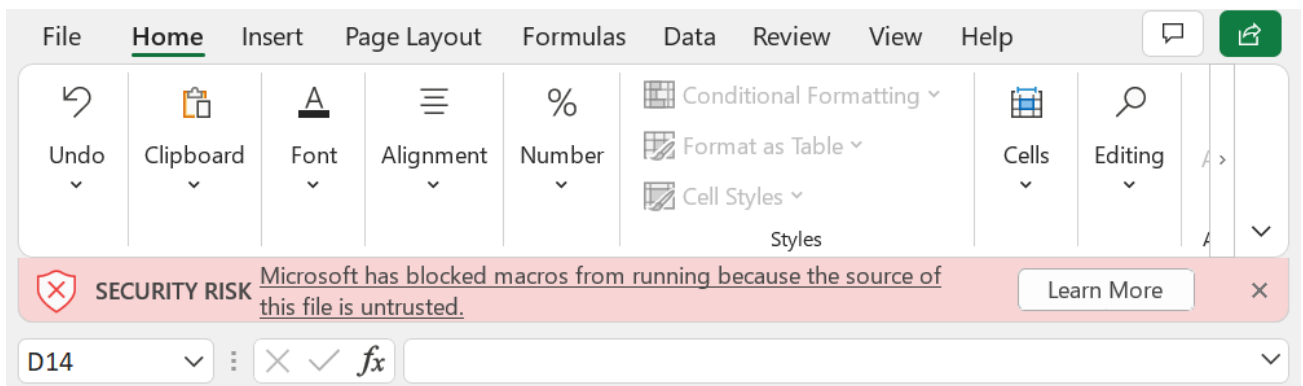 File Home Insert Page Layout Formulas Data Review View Help
Conditional Formatting
Format as Table
Cell Styles
Undo Clipboard Font Alignment Number Cells Editing
Styles
SECURITY RISK Microsoft has blocked macros from running because the source of
this file is untrusted.
Learn More
D14 fx